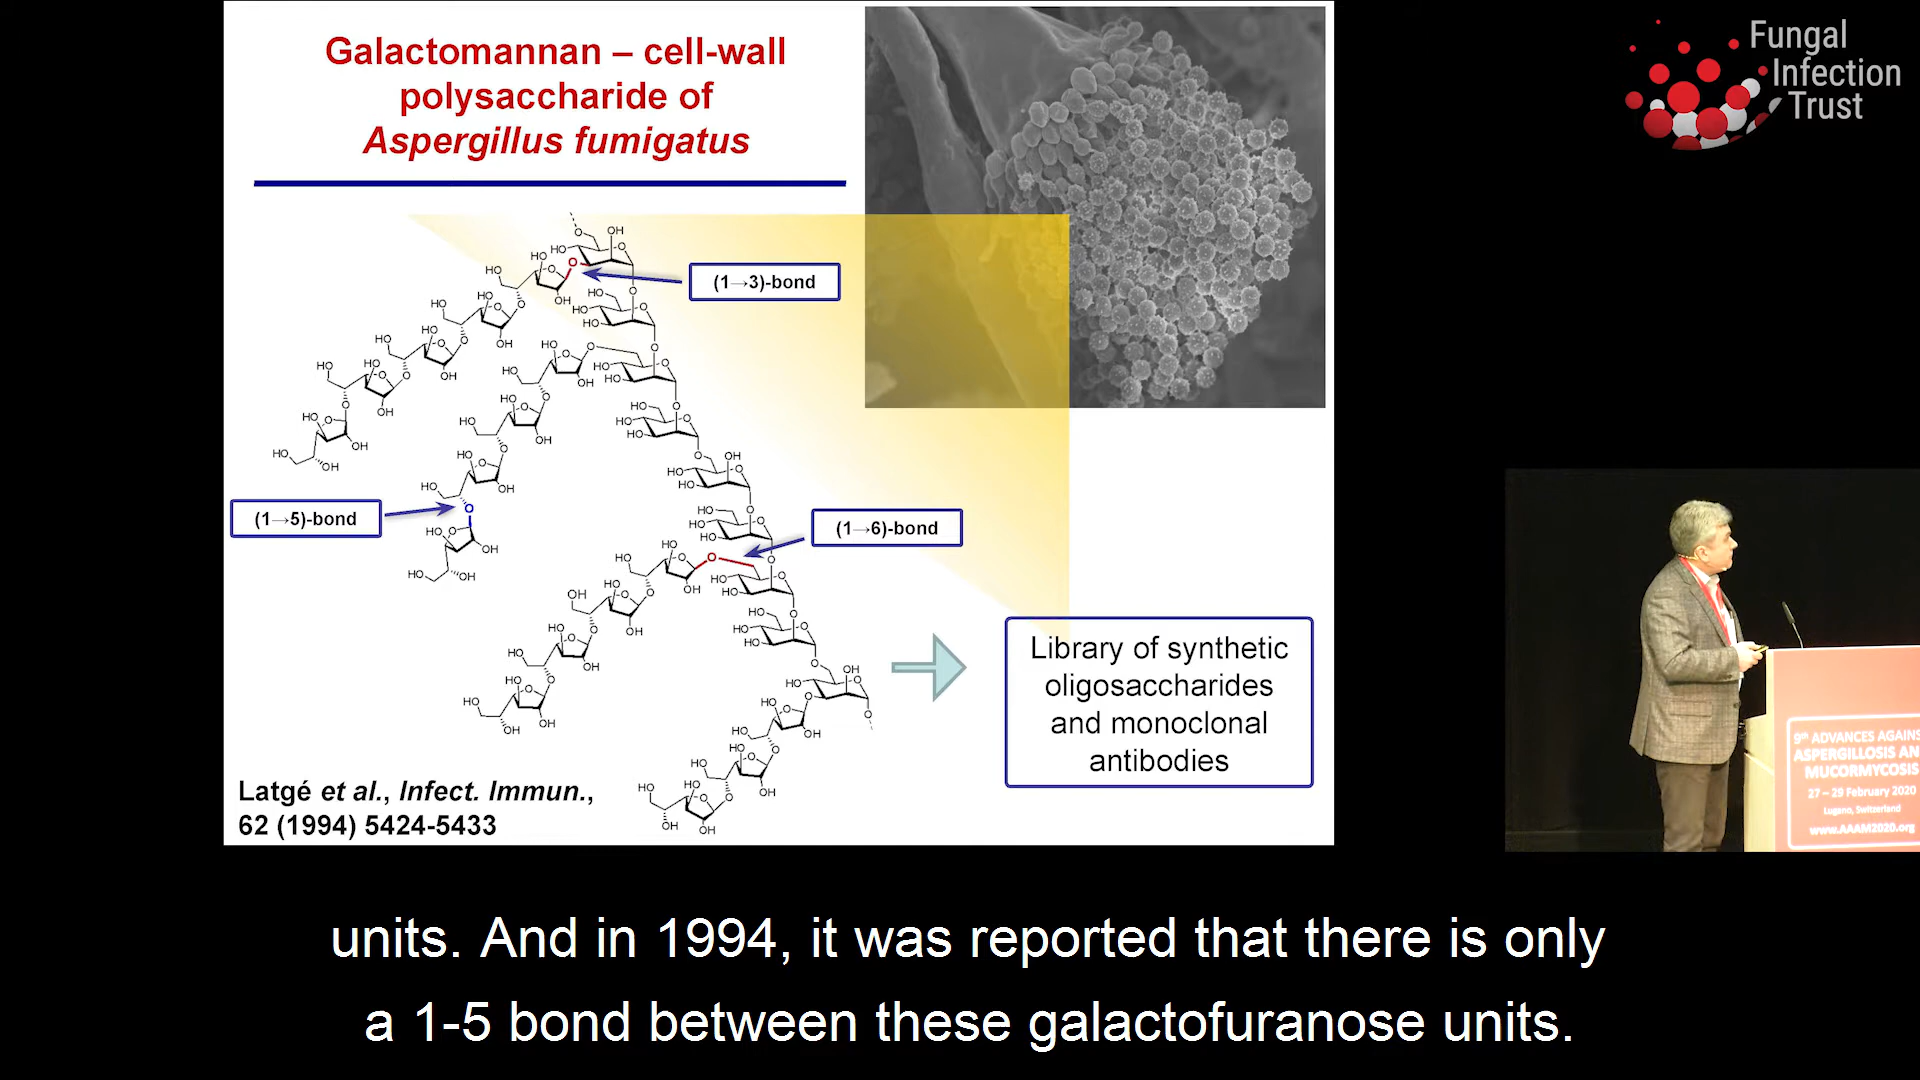 Galactomannan – cell-wall
polysaccharide of
Aspergillus fumigatus
(1→3)-bond
(1→5)-bond
(1→6)-bond
Library of synthetic
oligosaccharides
and monoclonal
antibodies
Latgé et al., Infect. Immun.,
62 (1994) 5424-5433
Fungal
Infection
Trust
9th ADVANCES AGAINS
ASPERGILLOSIS AN
MUCORMYCOSIS
27 – 29 February 2020
Lugano, Switzerland
www.AAAM2020.org
units. And in 1994, it was reported that there is only
a 1-5 bond between these galactofuranose units.